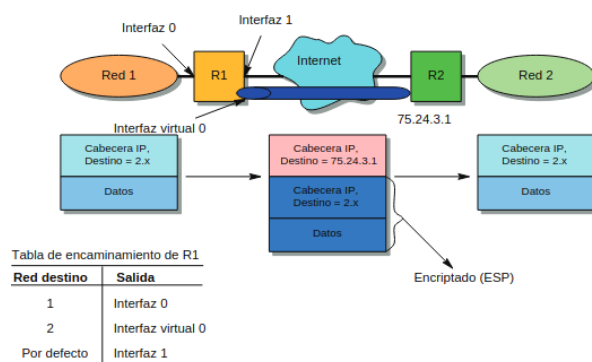 Interfaz 0
Interfaz 1
Red 1
R1
Internet
R2
Red 2
Interfaz virtual 0
75.24.3.1
Cabecera IP,
Destino = 2.x
Datos
Cabecera IP,
Destino = 75.24.3.1
Cabecera IP,
Destino = 2.x
Datos
Cabecera IP,
Destino = 2.x
Datos
Encriptado (ESP)
Tabla de encaminamiento de R1
Red destino Salida
1 Interfaz 0
2 Interfaz virtual 0
Por defecto Interfaz 1